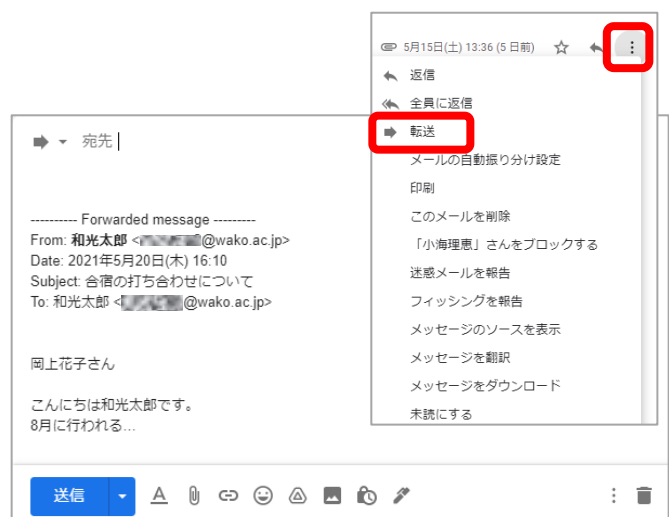 5月15日(土) 13:36 (5 日前)
返信
全員に返信
転送
メールの自動振り分け設定
印刷
このメールを削除
「小海理恵」さんをブロックする
迷惑メールを報告
フィッシングを報告
メッセージのソースを表示
メッセージを翻訳
メッセージをダウンロード
未読にする
宛先
---------- Forwarded message ---------
From: 和光太郎 <@wako.ac.jp>
Date: 2021年5月20日(木) 16:10
Subject: 合宿の打ち合わせについて
To: 和光太郎 <@wako.ac.jp>
岡上花子さん
こんにちは和光太郎です。
8月に行われる…
送信